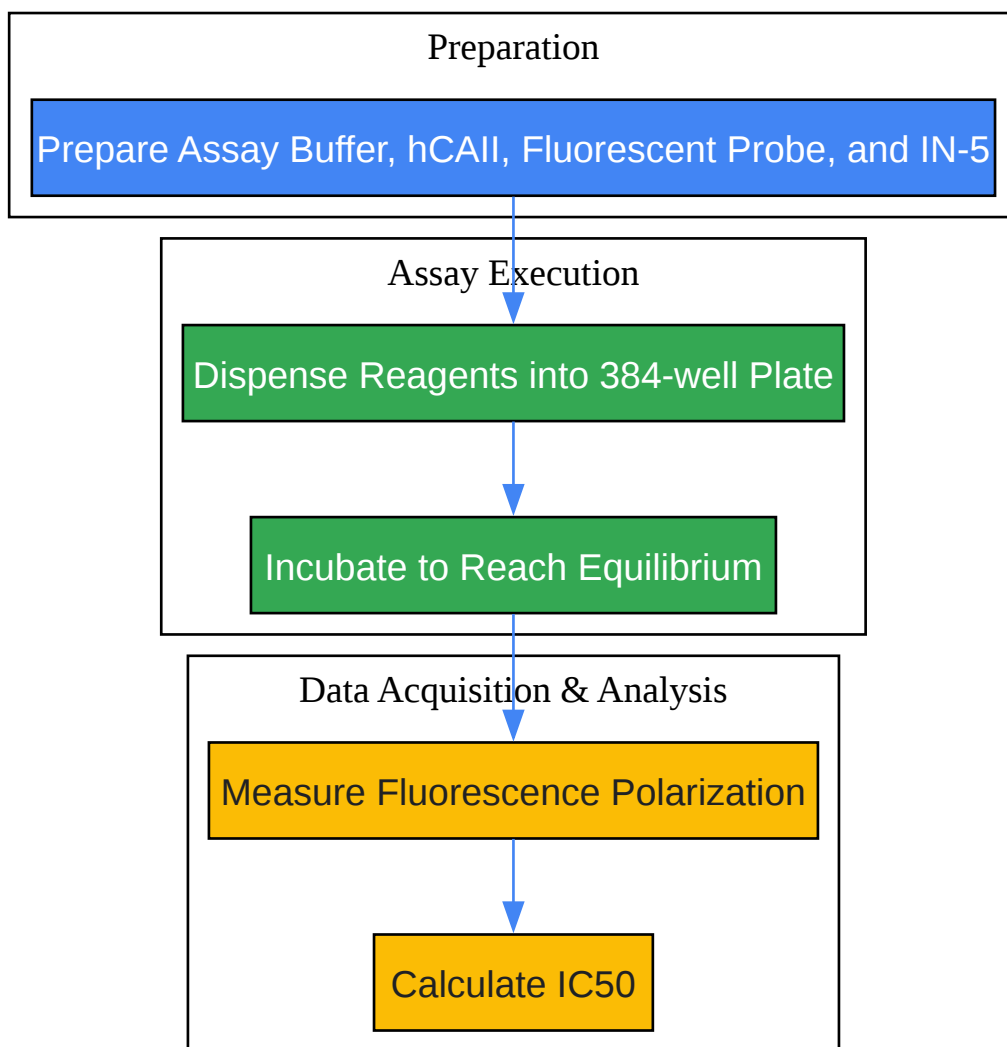 Preparation
Prepare Assay Buffer, hCAII, Fluorescent Probe, and IN-5
Assay Execution
Dispense Reagents into 384-well Plate
Incubate to Reach Equilibrium
Data Acquisition & Analysis
Measure Fluorescence Polarization
Calculate IC50